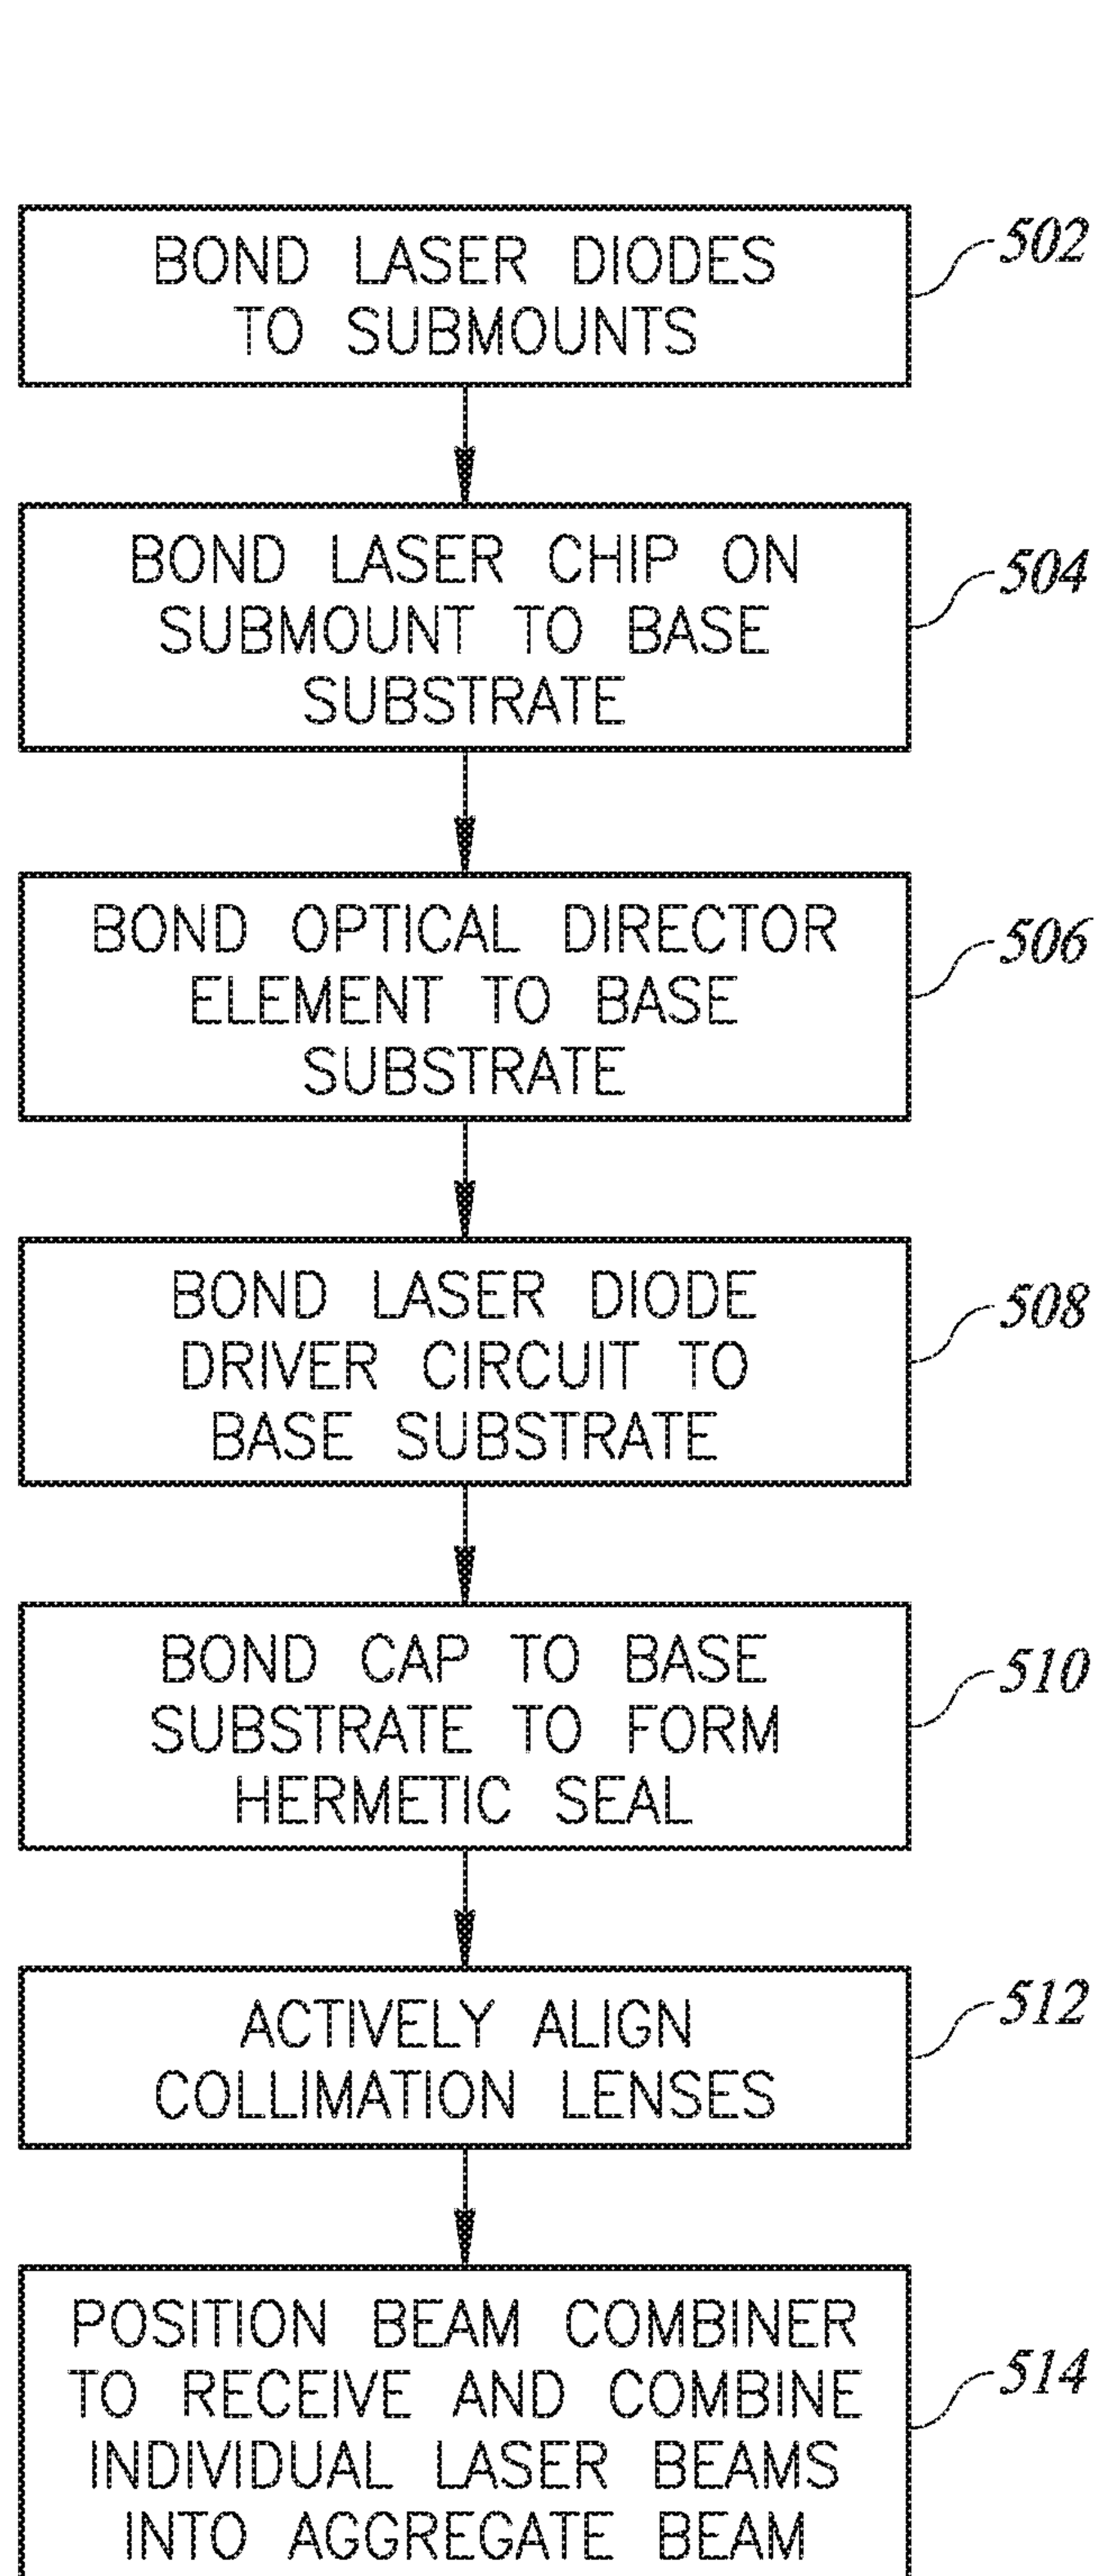 BOND LASER DIODES
TO SUBMOUNTS
502
BOND LASER CHIP ON
SUBMOUNT TO BASE
SUBSTRATE
504
BOND OPTICAL DIRECTOR
ELEMENT TO BASE
SUBSTRATE
506
BOND LASER DIODE
DRIVER CIRCUIT TO
BASE SUBSTRATE
508
BOND CAP TO BASE
SUBSTRATE TO FORM
HERMETIC SEAL
510
ACTIVELY ALIGN
COLLIMATION LENSES
512
POSITION BEAM COMBINER
TO RECEIVE AND COMBINE
INDIVIDUAL LASER BEAMS
INTO AGGREGATE BEAM
514